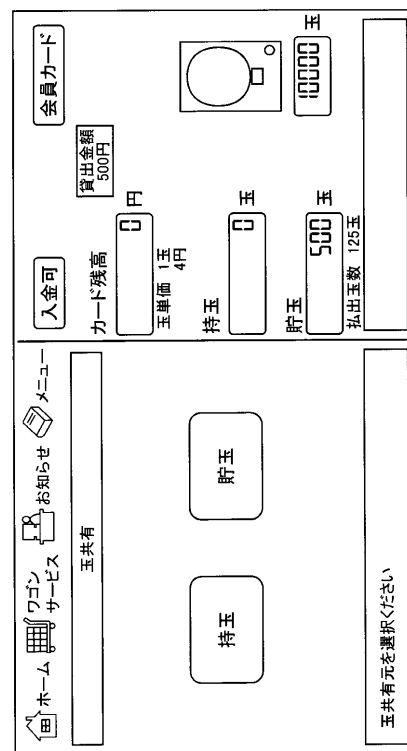 ホーム
ワゴン
サービス
お知らせ
メニュー
玉共有
持玉
貯玉
玉共有元を選択ください
入金可
会員カード
カード残高
0 円
貸出金額
500円
玉単価 1玉
4円
持玉
0 玉
貯玉
500 玉
払出玉数 125玉
10000 玉